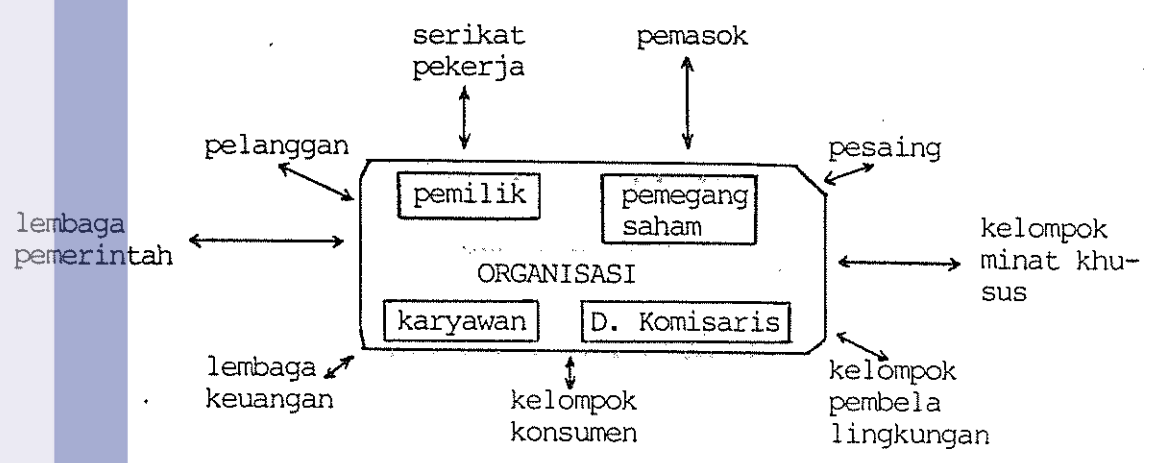 serikat
pekerja
pemasok
pelanggan
pesaing
pemilik
pemegang
saham
lembaga
pemerintah
kelompok
minat khu-
sus
ORGANISASI
karyawan
D. Komisaris
lembaga
keuangan
kelompok
konsumen
kelompok
pembela
lingkungan